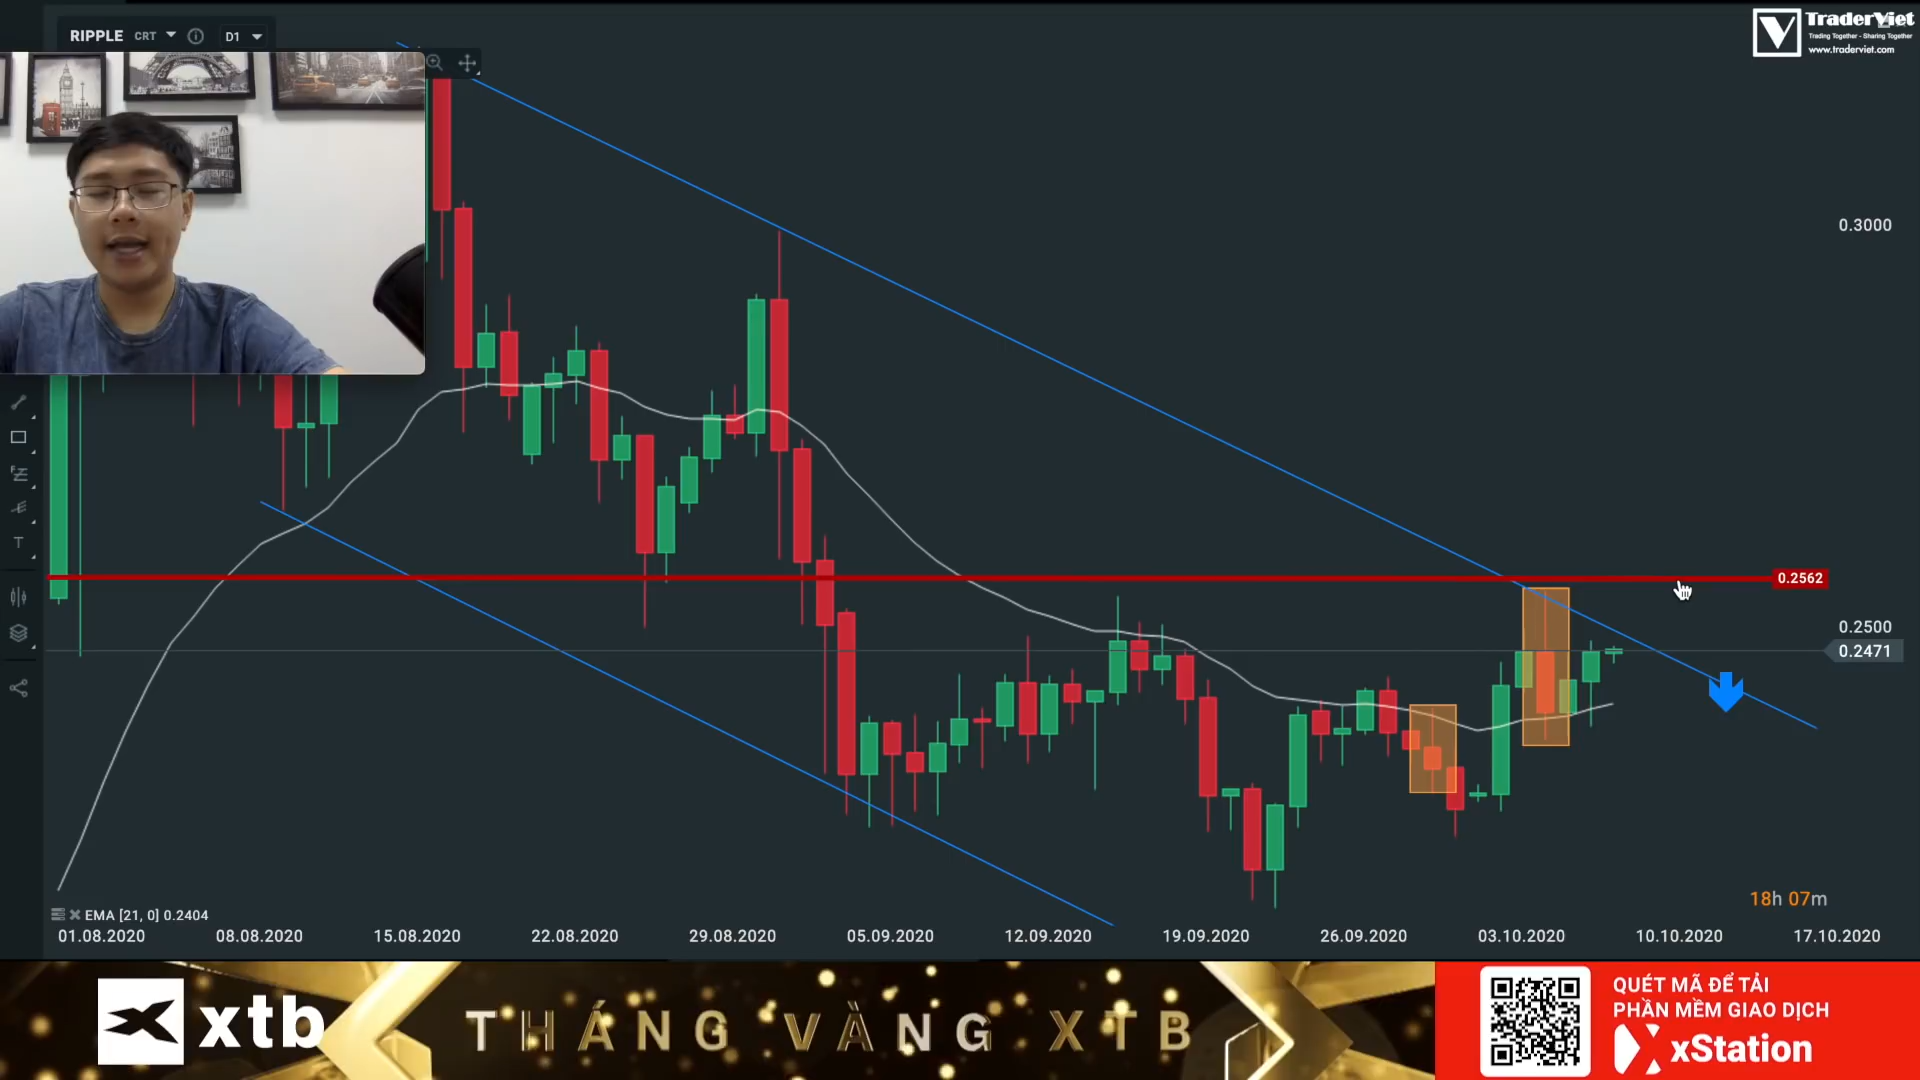 RIPPLE CRT D1
TraderViet
Trading Together - Sharing Together
www.traderviet.com
0.3000
0.2562
0.2500
0.2471
T
18h 07m
EMA [21, 0] 0.2404
01.08.2020 08.08.2020 15.08.2020 22.08.2020 29.08.2020 05.09.2020 12.09.2020 19.09.2020 26.09.2020 03.10.2020 10.10.2020 17.10.2020
xtb
THÁNG VÀNG XTB
QUÉT MÃ ĐỂ TẢI
PHẦN MỀM GIAO DỊCH
xStation